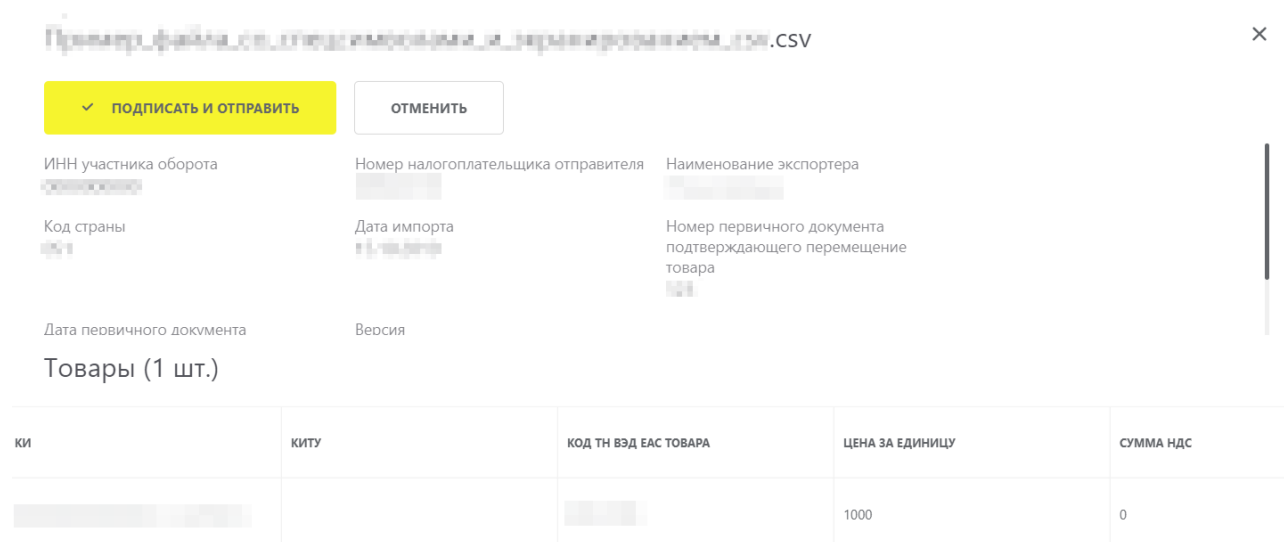 .csv
ПОДПИСАТЬ И ОТПРАВИТЬ
ОТМЕНИТЬ
ИНН участника оборота
Номер налогоплательщика отправителя
Наименование экспортера
Код страны
Дата импорта
Номер первичного документа
подтверждающего перемещение
товара
Дата первичного документа
Версия
Товары (1 шт.)
КИ
КИТУ
КОД ТН ВЭД ЕАС ТОВАРА
ЦЕНА ЗА ЕДИНИЦУ
СУММА НДС
1000
0